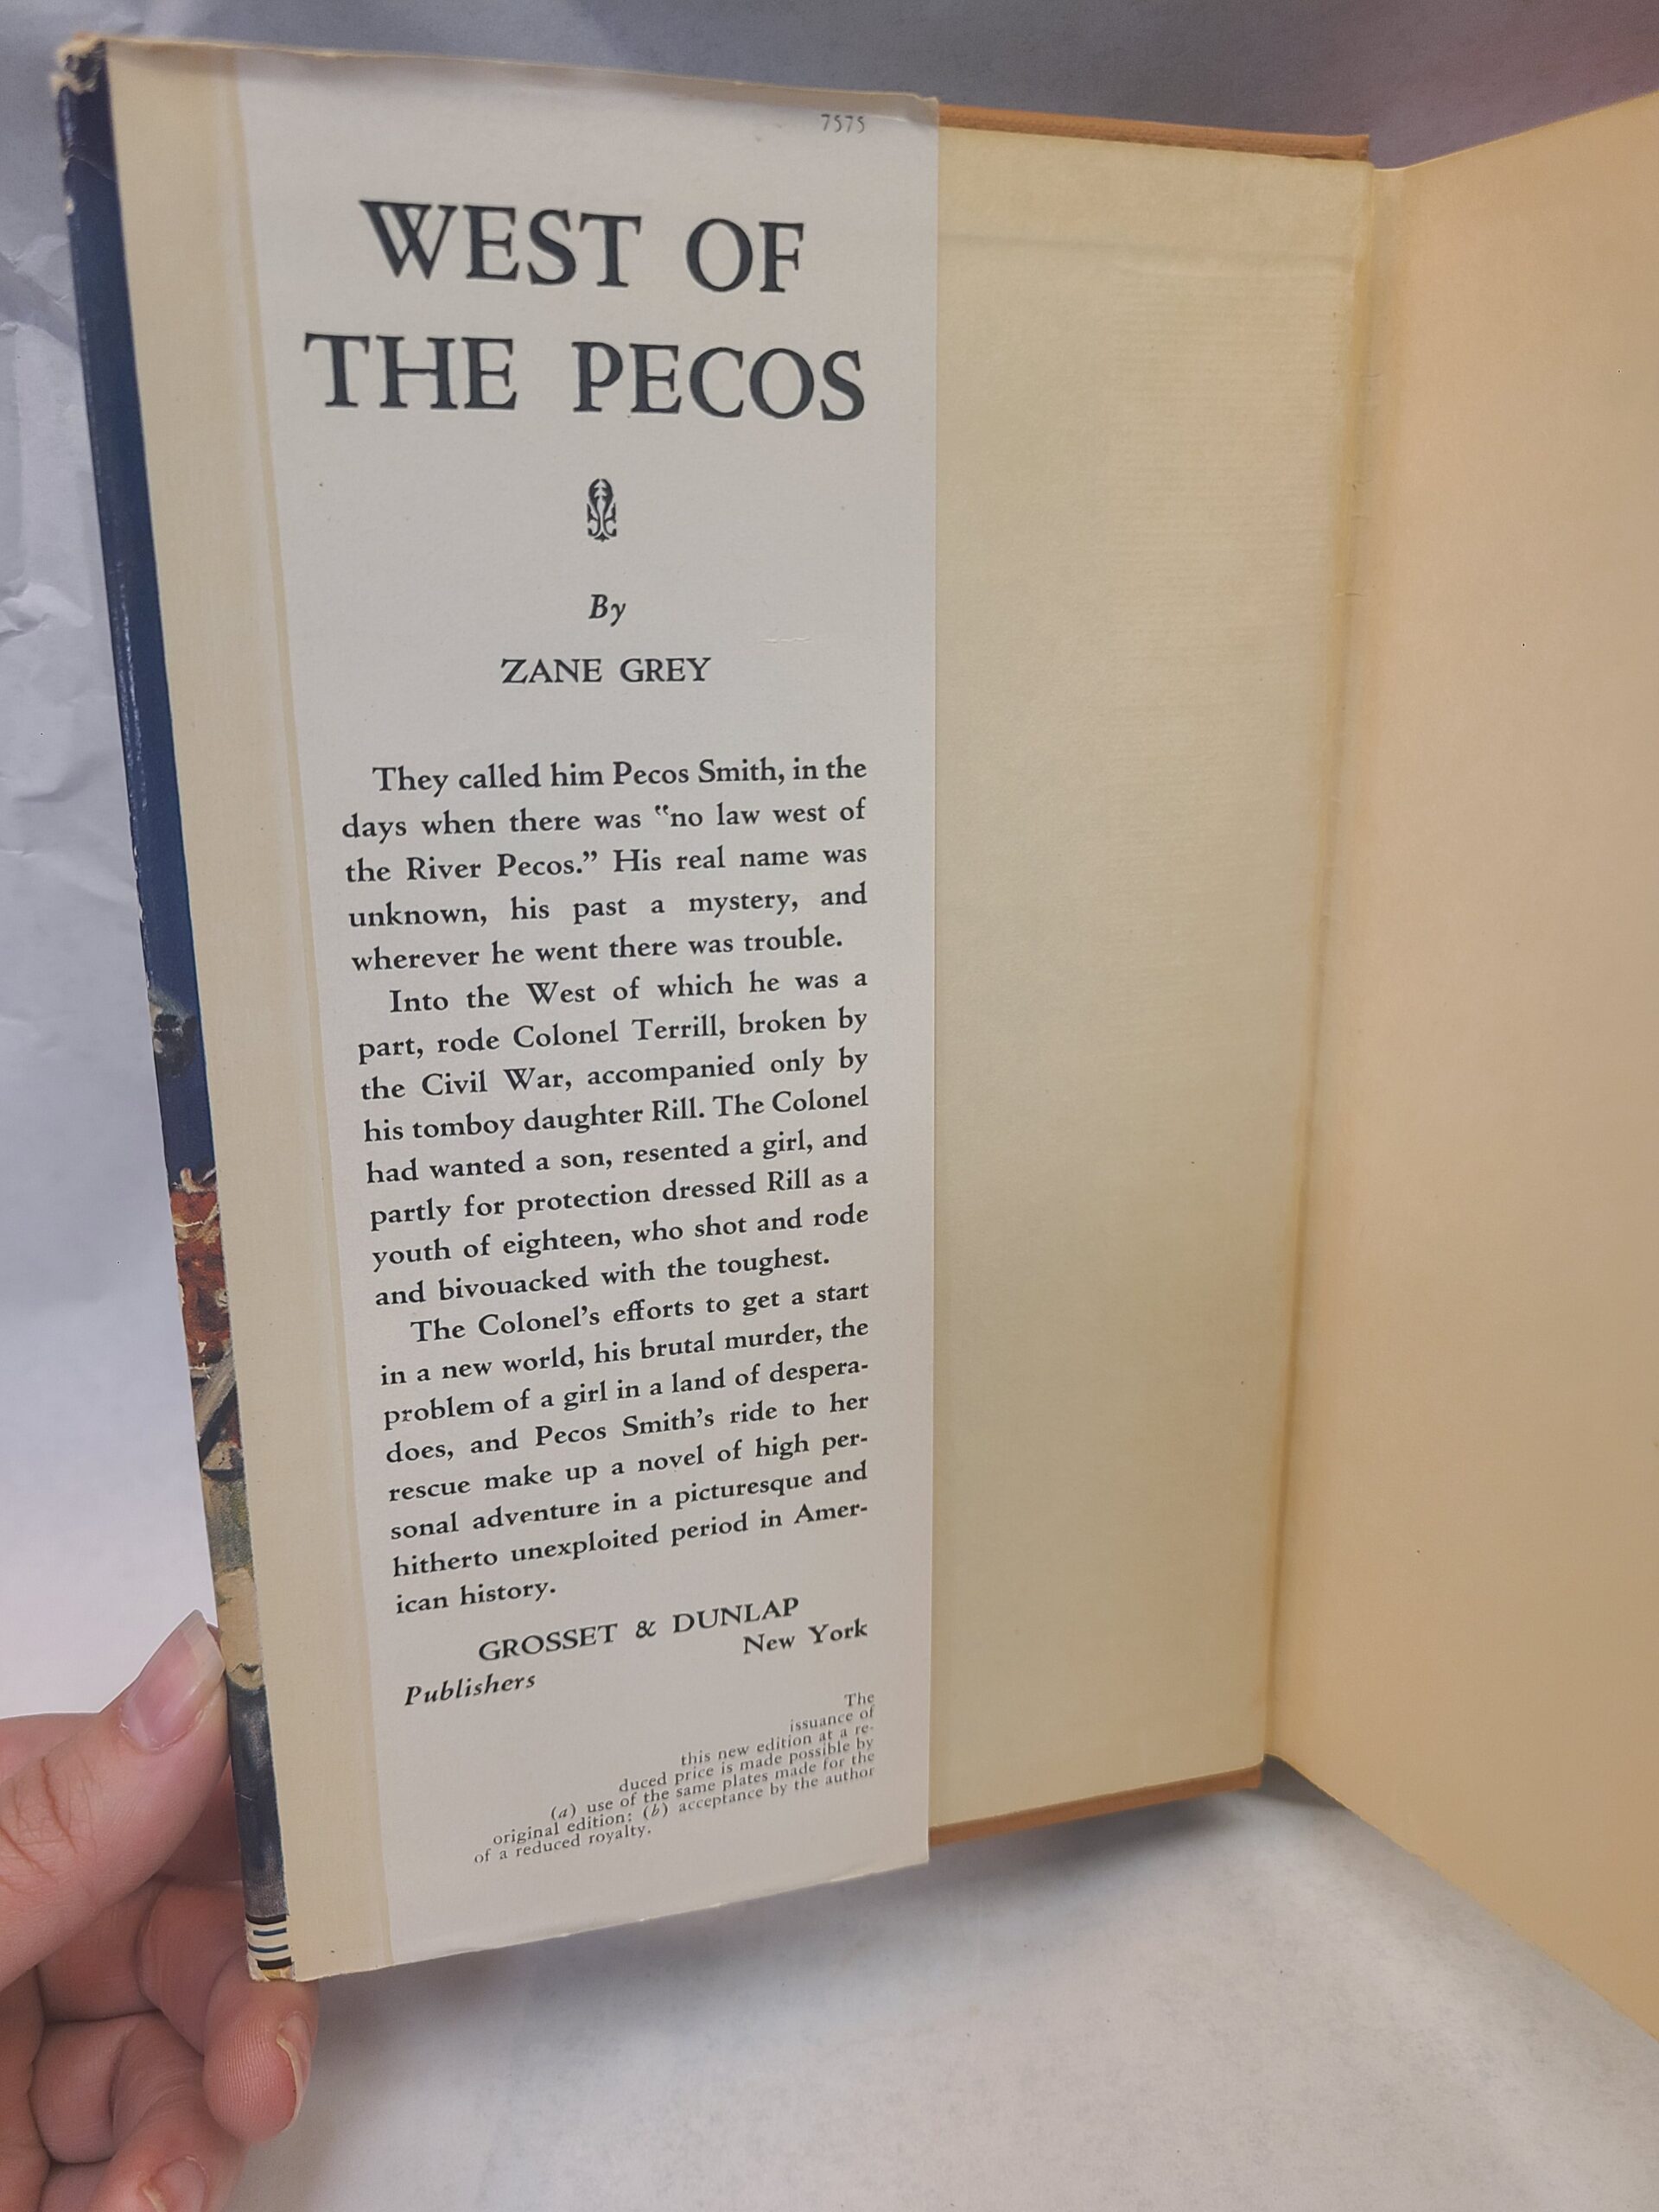 7575
WEST OF
THE PECOS
By
ZANE GREY
They called him Pecos Smith, in the
days when there was "no law west of
the River Pecos." His real name was
unknown, his past a mystery, and
wherever he went there was trouble.
Into the West of which he was a
part, rode Colonel Terrill, broken by
the Civil War, accompanied only by
his tomboy daughter Rill. The Colonel
had wanted a son, resented a girl, and
partly for protection dressed Rill as a
youth of eighteen, who shot and rode
and bivouacked with the toughest.
The Colonel's efforts to get a start
in a new world, his brutal murder, the
problem of a girl in a land of despera-
does, and Pecos Smith's ride to her
rescue make up a novel of high per-
sonal adventure in a picturesque and
hitherto unexploited period in Amer-
ican history.
GROSSET & DUNLAP
Publishers New York
The
issuance of
this new edition at a re-
duced price is made possible by
(a) use of the same plates made for the
original edition; (b) acceptance by the author
of a reduced royalty.